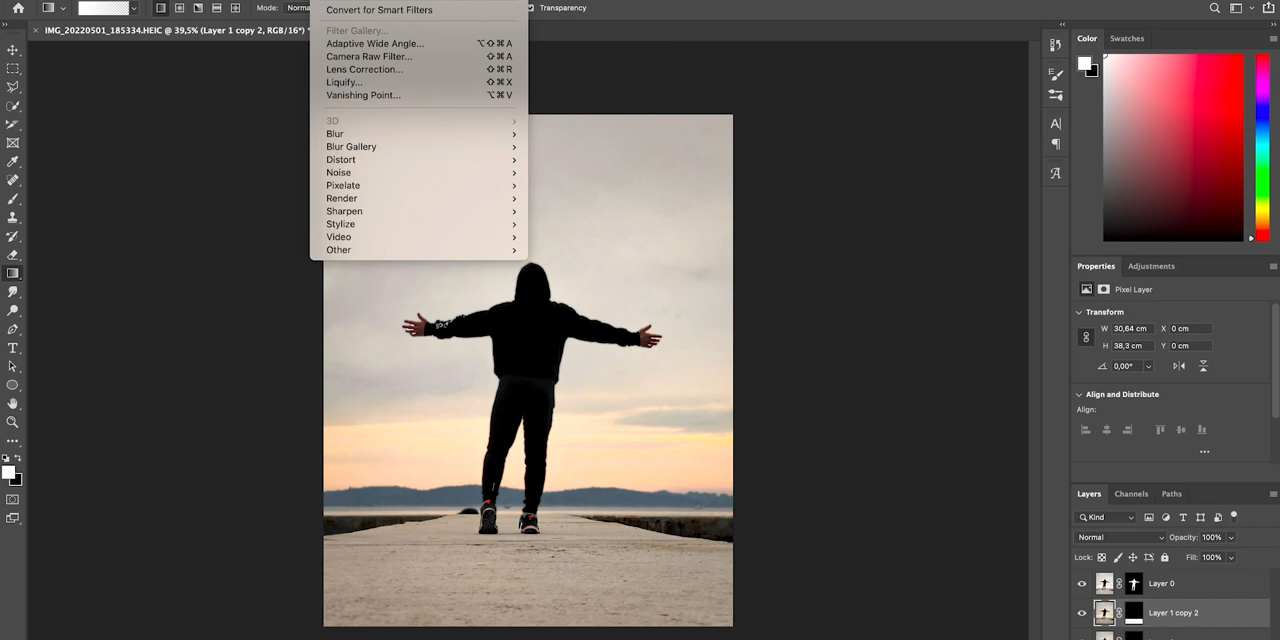 Mode: Norma
Transparency
IMG_20220501_185334.HEIC @ 39,5% (Layer 1 copy 2, RGB/16*) *
Convert for Smart Filters
Filter Gallery...
Adaptive Wide Angle... ⌥⇧⌘A
Camera Raw Filter... ⇧⌘A
Lens Correction... ⇧⌘R
Liquify... ⇧⌘X
Vanishing Point... ⌥⌘V
3D
Blur
Blur Gallery
Distort
Noise
Pixelate
Render
Sharpen
Stylize
Video
Other
Color Swatches
Properties Adjustments
Pixel Layer
Transform
W 30,64 cm X 0 cm
H 38,3 cm Y 0 cm
0,00°
Align and Distribute
Align:
Layers Channels Paths
Kind
Normal Opacity: 100%
Lock: Fill: 100%
Layer 0
Layer 1 copy 2